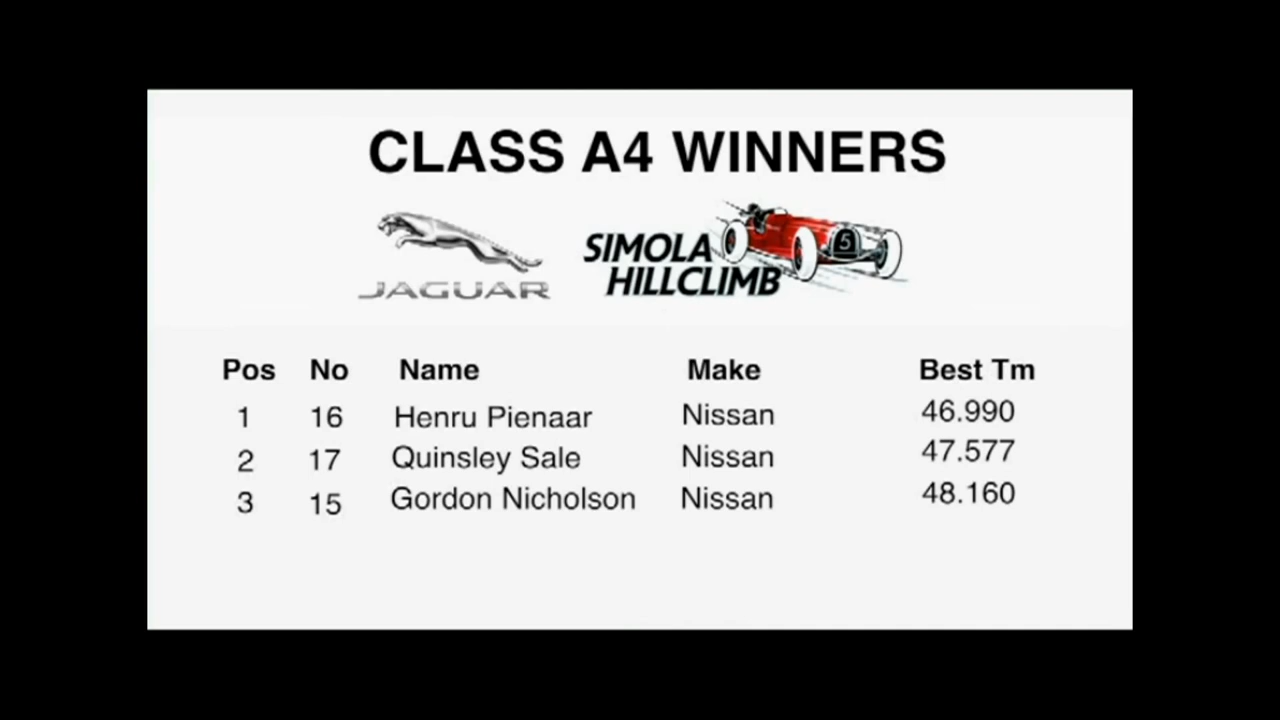 CLASS A4 WINNERS
JAGUAR
SIMOLA
HILLCLIMB
5
Pos No Name Make Best Tm
1 16 Henru Pienaar Nissan 46.990
2 17 Quinsley Sale Nissan 47.577
3 15 Gordon Nicholson Nissan 48.160